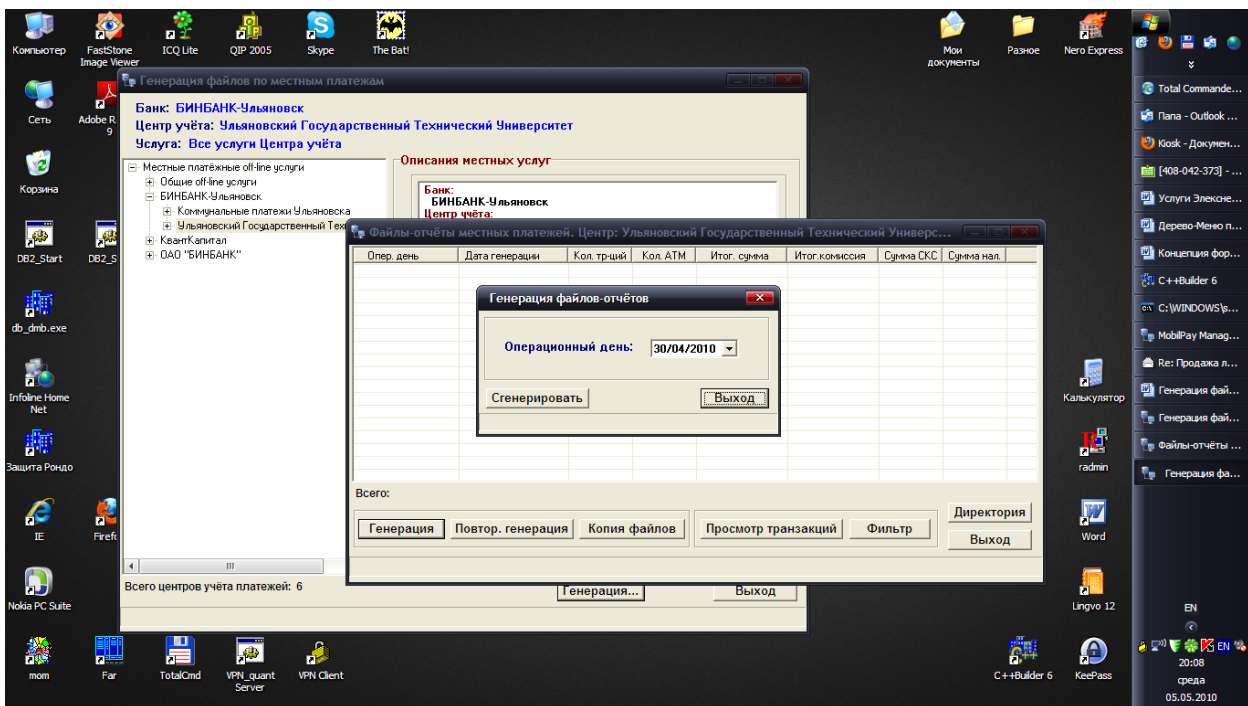 Компьютер
FastStone
Image Viewer
ICQ Lite
QIP 2005
Skype
The Bat!
Мои
документы
Разное
Nero Express
Сеть
Adobe R
9
Корзина
DB2_Start
DB2_S
db_dmb.exe
Infoline Home
Net
Защита Рондо
IE
Firef
Nokia PC Suite
mom
Far
TotalCmd
VPN_quant
Server
VPN Client
Калькулятор
radmin
Word
Lingvo 12
C++Builder 6
KeePass
Генерация файлов по местным платежам
Банк: БИНБАНК-Ульяновск
Центр учёта: Ульяновский Государственный Технический Университет
Услуга: Все услуги Центра учёта
Местные платёжные off-line услуги
Общие off-line услуги
БИНБАНК-Ульяновск
Коммунальные платежи Ульяновска
Ульяновский Государственный Тех
КвантКапитал
ОАО "БИНБАНК"
Описания местных услуг
Банк:
БИНБАНК-Ульяновск
Центр учёта:
Всего центров учёта платежей: 6
Генерация...
Выход
Файлы-отчёты местных платежей. Центр: Ульяновский Государственный Технический Универс...
Опер. день
Дата генерации
Кол. тр-ций
Кол. АТМ
Итог. сумма
Итог.комиссия
Сумма СКС
Сумма нал.
Всего:
Генерация
Повтор. генерация
Копия файлов
Просмотр транзакций
Фильтр
Директория
Выход
Генерация файлов-отчётов
Операционный день:
30/04/2010
Сгенерировать
Выход
Total Commande...
Папа - Outlook ...
Kiosk - Докумен...
[408-042-373] - ...
Услуги Элексне...
Дерево-Меню п...
Концепция фор...
C++Builder 6
C:\WINDOWS\s...
MobilPay Manag...
Re: Продажа л...
Генерация фай...
Генерация фай...
Файлы-отчёты ...
Генерация фа...
EN
EN
20:08
среда
05.05.2010